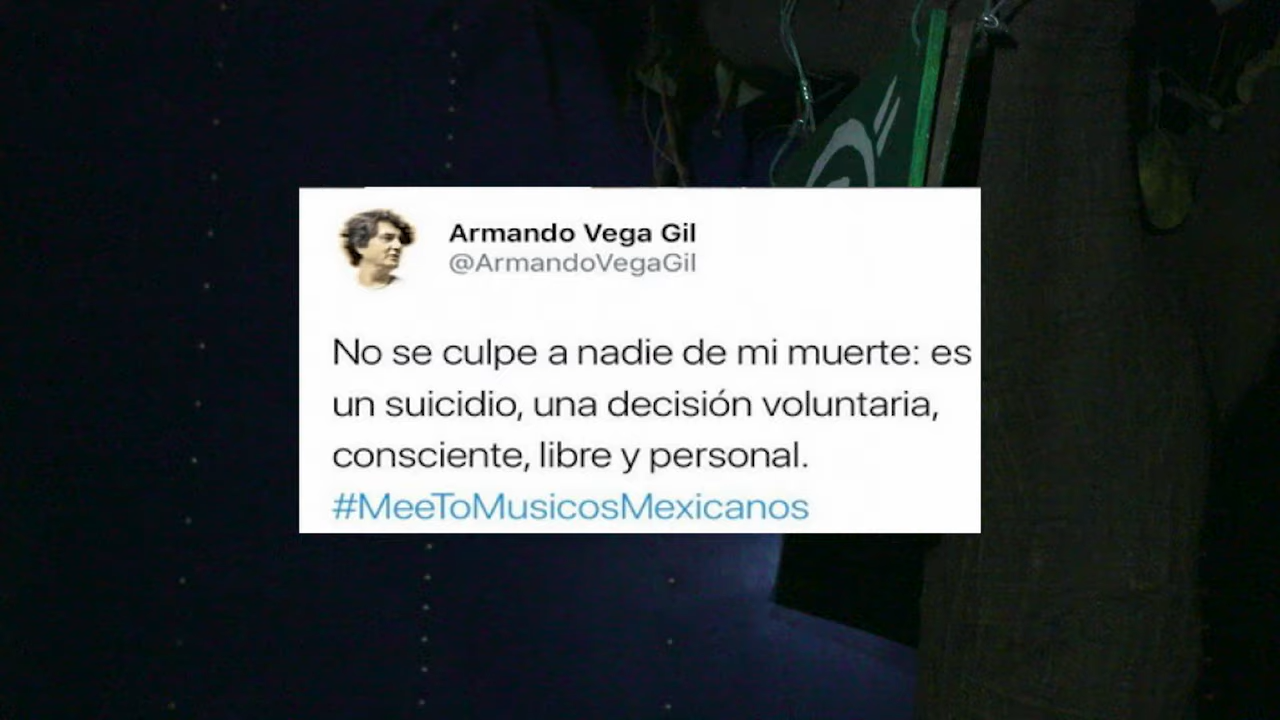 Armando Vega Gil
@ArmandoVegaGil
No se culpe a nadie de mi muerte: es
un suicidio, una decisión voluntaria,
consciente, libre y personal.
#MeeToMusicosMexicanos